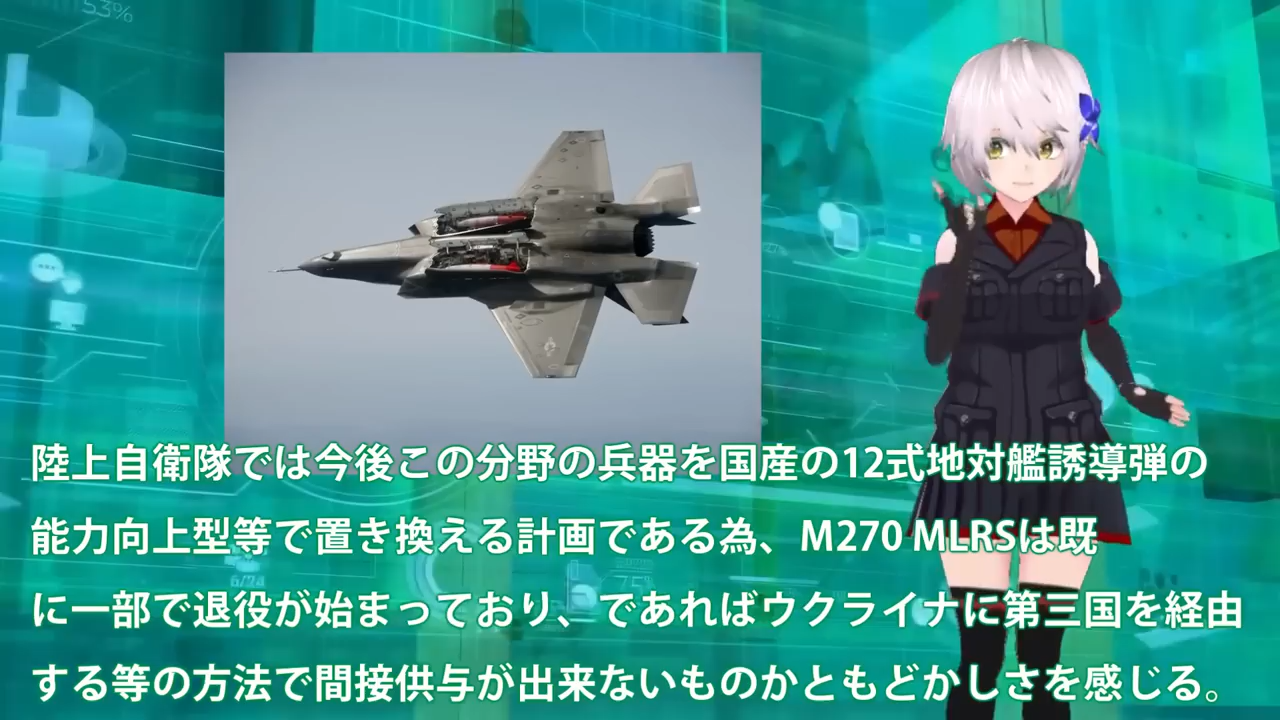 53%
陸上自衛隊では今後この分野の兵器を国産の12式地対艦誘導弾の
能力向上型等で置き換える計画である為、M270 MLRSは既
に一部で退役が始まっており、であればウクライナに第三国を経由
する等の方法で間接供与が出来ないものかともどかしさを感じる。